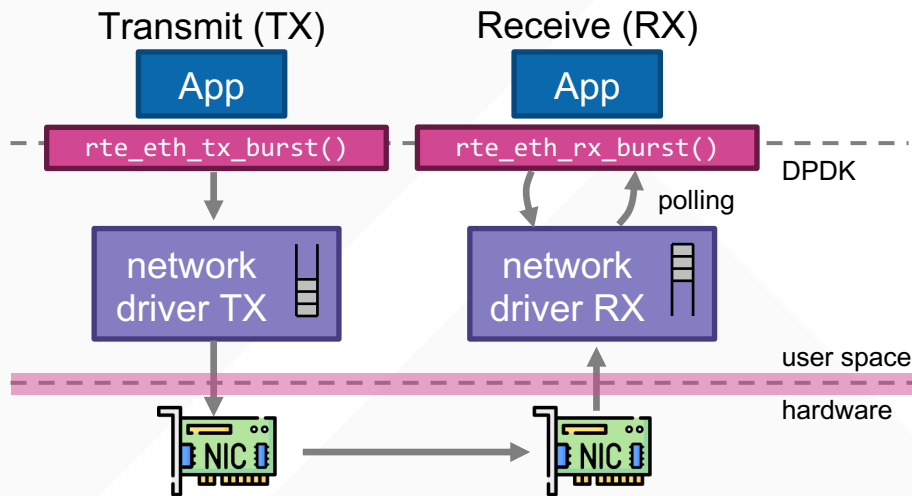 Transmit (TX)
Receive (RX)
App
App
rte_eth_tx_burst()
rte_eth_rx_burst()
DPDK
polling
network
driver TX
network
driver RX
user space
hardware
NIC
NIC